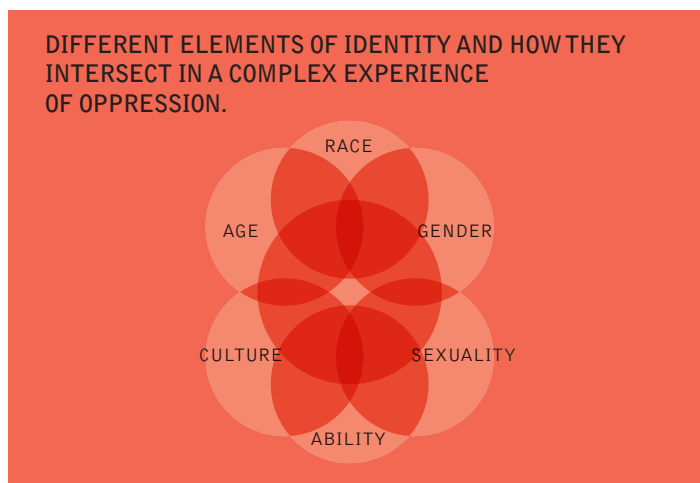 DIFFERENT ELEMENTS OF IDENTITY AND HOW THEY
INTERSECT IN A COMPLEX EXPERIENCE
OF OPPRESSION.
RACE
AGE
GENDER
CULTURE
SEXUALITY
ABILITY